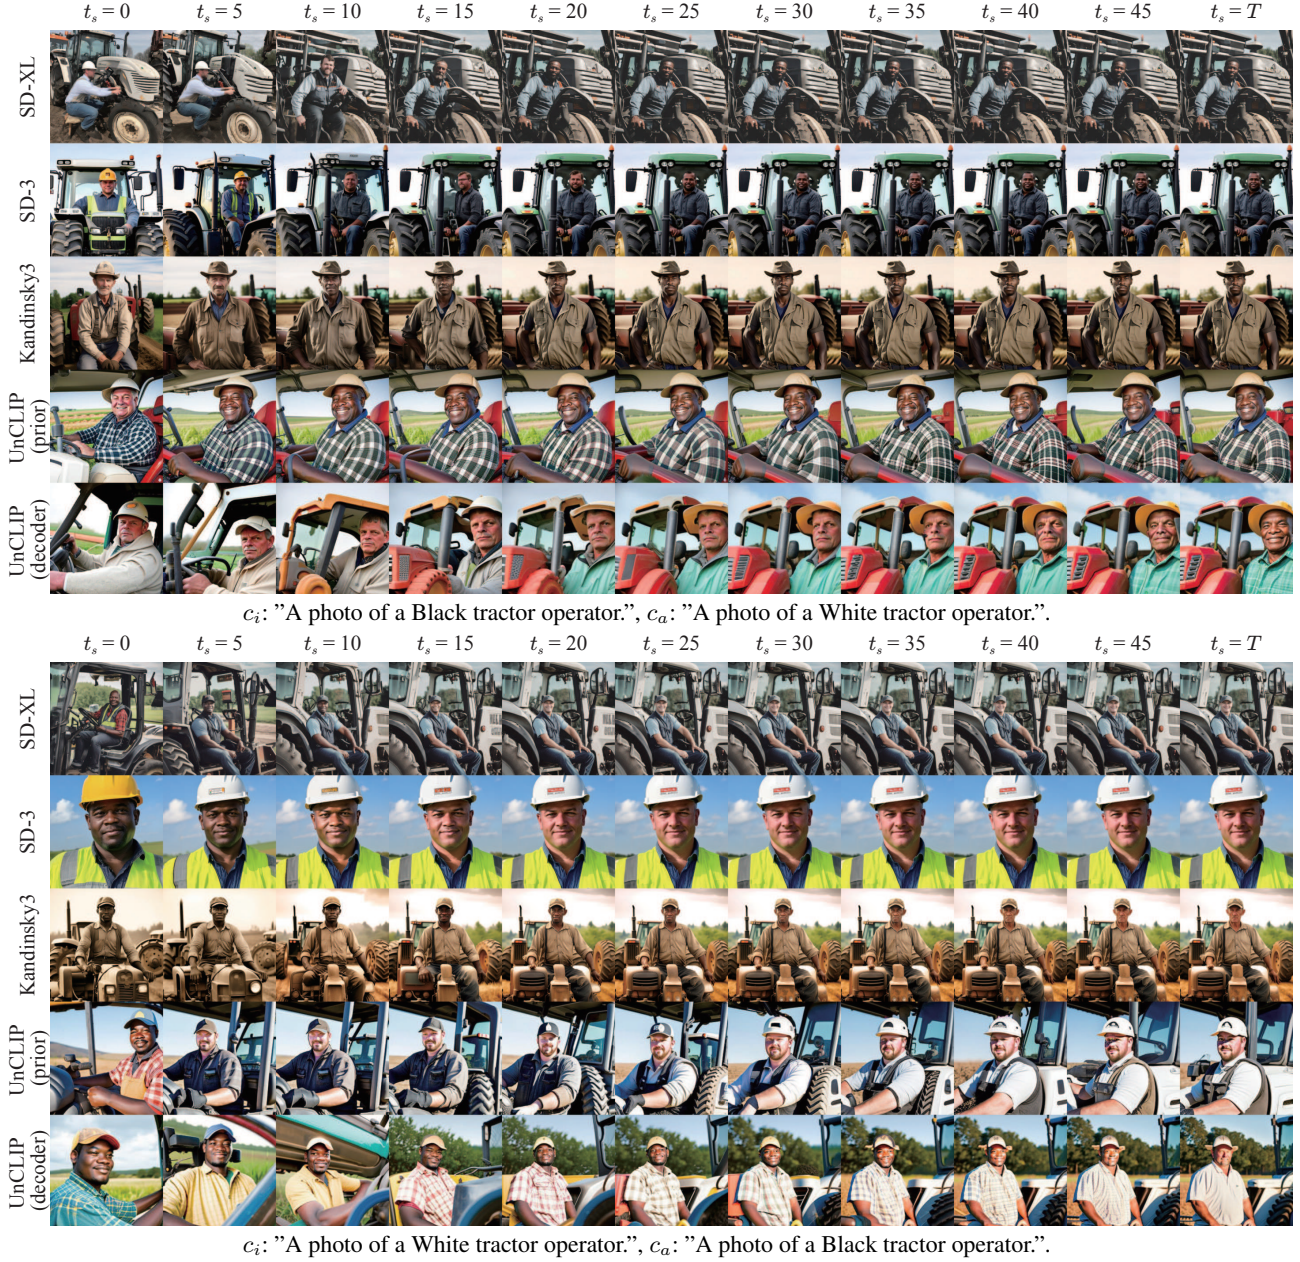 t_s = 0 t_s = 5 t_s = 10 t_s = 15 t_s = 20 t_s = 25 t_s = 30 t_s = 35 t_s = 40 t_s = 45 t_s = T
SD-XL
SD-3
Kandinsky3
UnCLIP
(prior)
UnCLIP
(decoder)
c_i: ”A photo of a Black tractor operator.”, c_a: ”A photo of a White tractor operator.”.
t_s = 0 t_s = 5 t_s = 10 t_s = 15 t_s = 20 t_s = 25 t_s = 30 t_s = 35 t_s = 40 t_s = 45 t_s = T
SD-XL
SD-3
Kandinsky3
UnCLIP
(prior)
UnCLIP
(decoder)
c_i: ”A photo of a White tractor operator.”, c_a: ”A photo of a Black tractor operator.”.